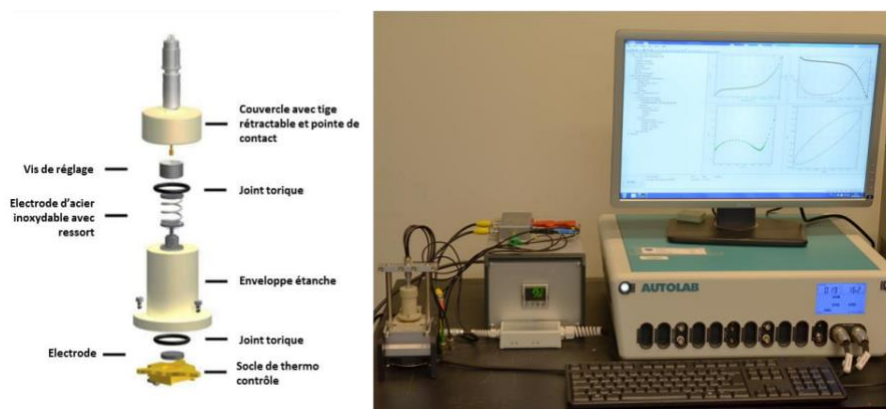 Couvercle avec tige
rétractable et pointe de
contact
Vis de réglage
Joint torique
Electrode d'acier
inoxydable avec
ressort
Enveloppe étanche
Joint torique
Electrode
Socle de thermo
contrôle
AUTOLAB